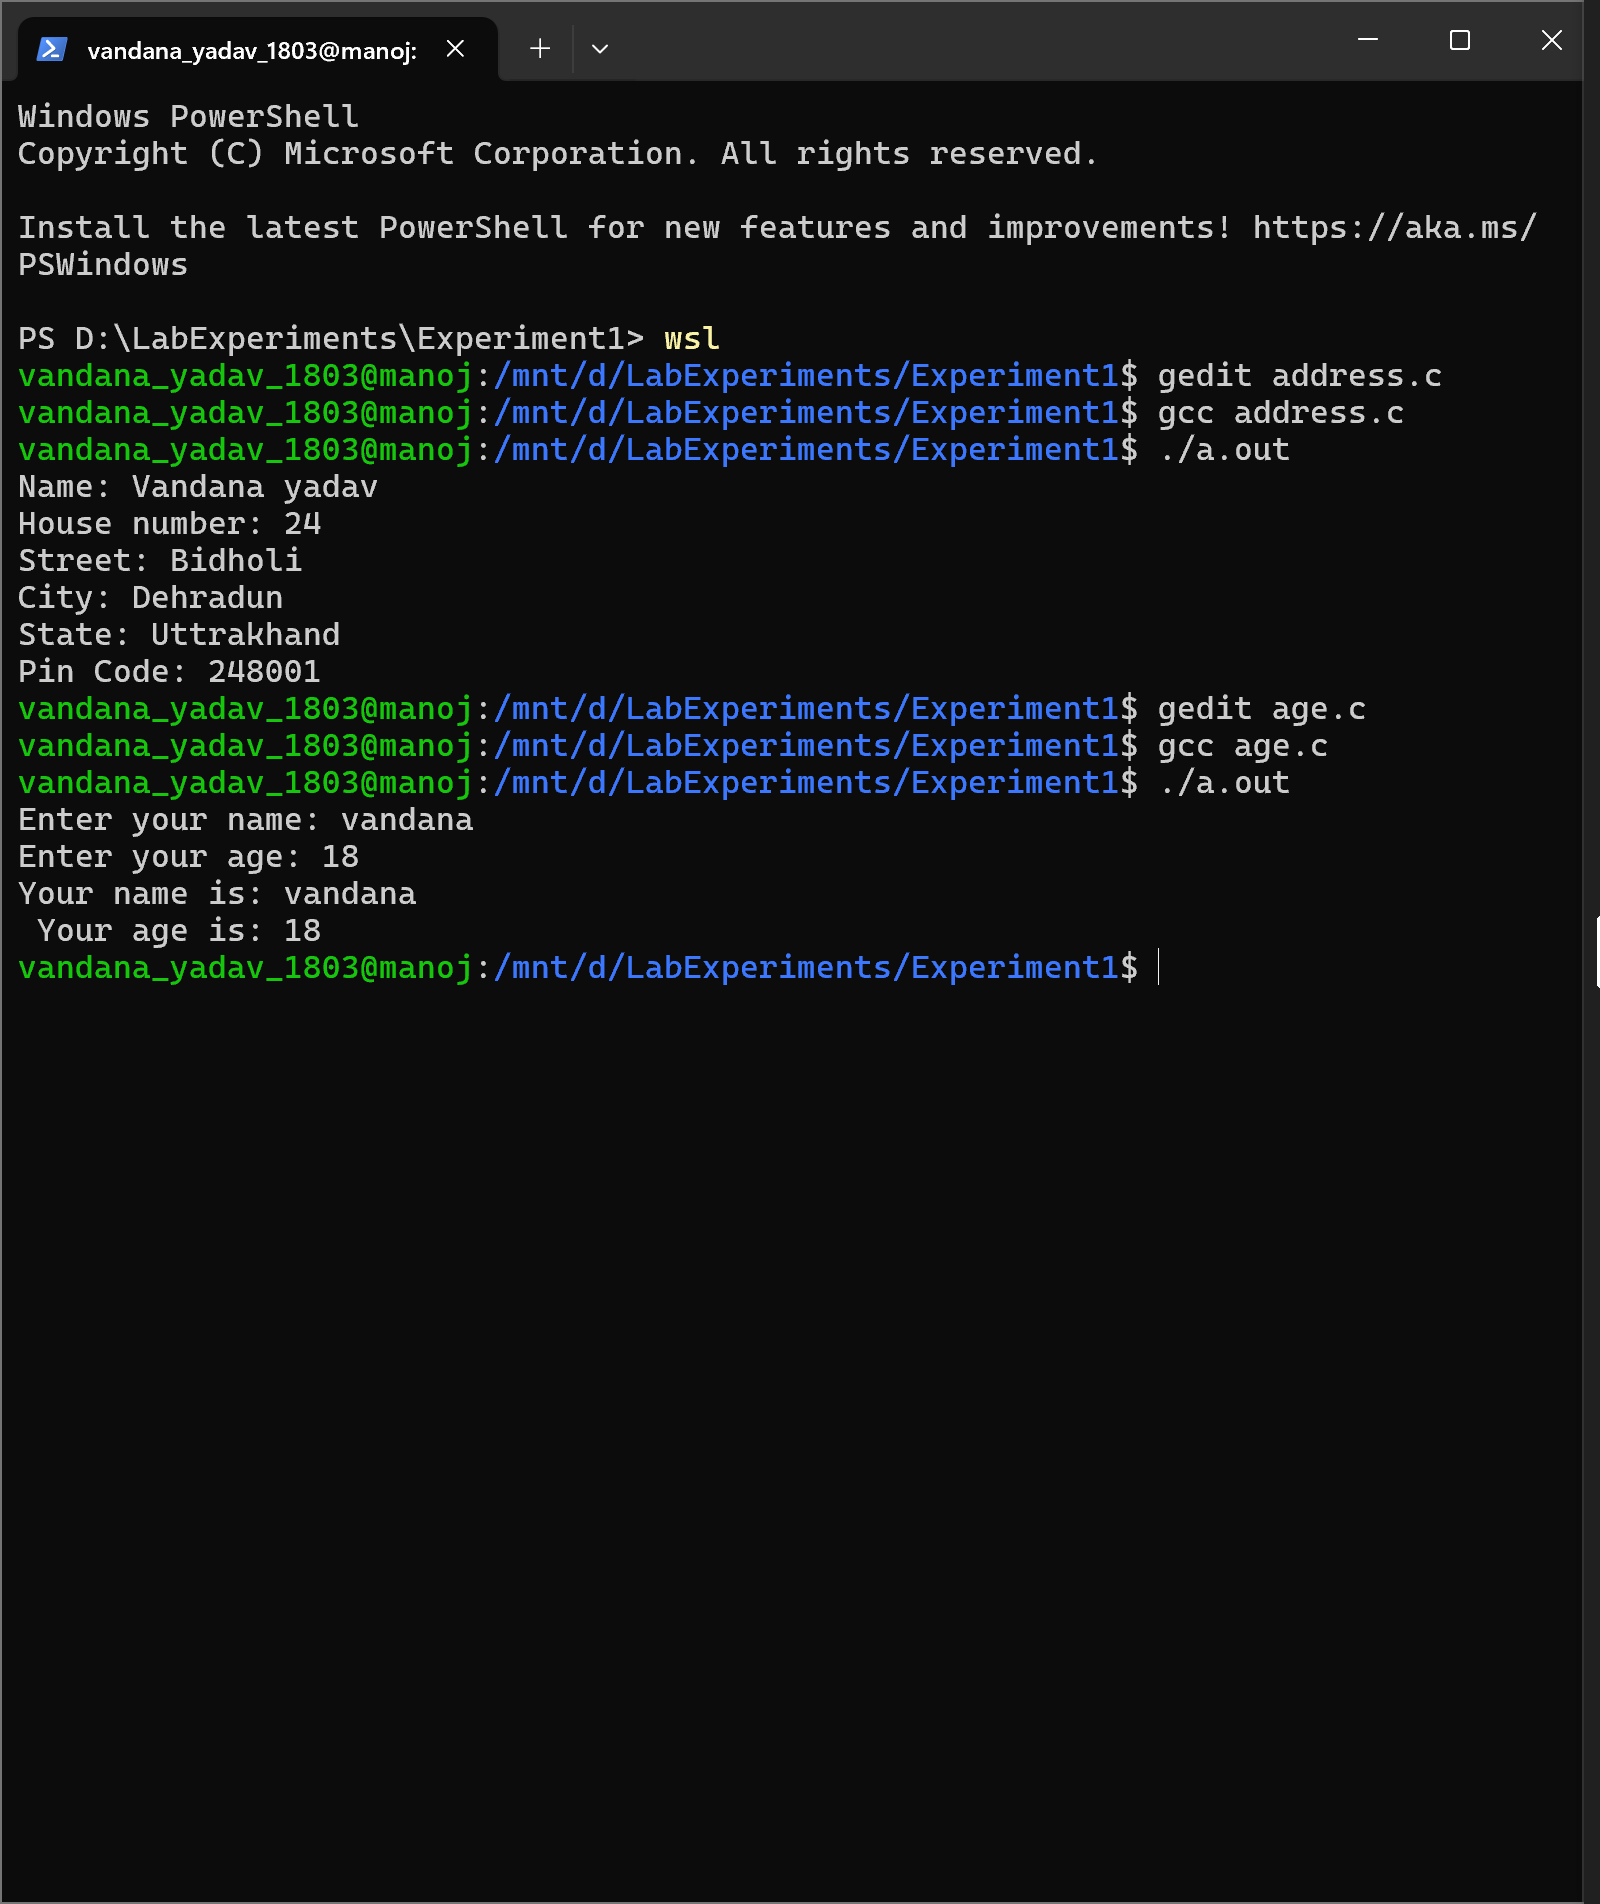 vandana_yadav_1803@manoj:
Windows PowerShell
Copyright (C) Microsoft Corporation. All rights reserved.
Install the latest PowerShell for new features and improvements! https://aka.ms/
PSWindows
PS D:\LabExperiments\Experiment1> wsl
vandana_yadav_1803@manoj:/mnt/d/LabExperiments/Experiment1$ gedit address.c
vandana_yadav_1803@manoj:/mnt/d/LabExperiments/Experiment1$ gcc address.c
vandana_yadav_1803@manoj:/mnt/d/LabExperiments/Experiment1$ ./a.out
Name: Vandana yadav
House number: 24
Street: Bidholi
City: Dehradun
State: Uttrakhand
Pin Code: 248001
vandana_yadav_1803@manoj:/mnt/d/LabExperiments/Experiment1$ gedit age.c
vandana_yadav_1803@manoj:/mnt/d/LabExperiments/Experiment1$ gcc age.c
vandana_yadav_1803@manoj:/mnt/d/LabExperiments/Experiment1$ ./a.out
Enter your name: vandana
Enter your age: 18
Your name is: vandana
 Your age is: 18
vandana_yadav_1803@manoj:/mnt/d/LabExperiments/Experiment1$